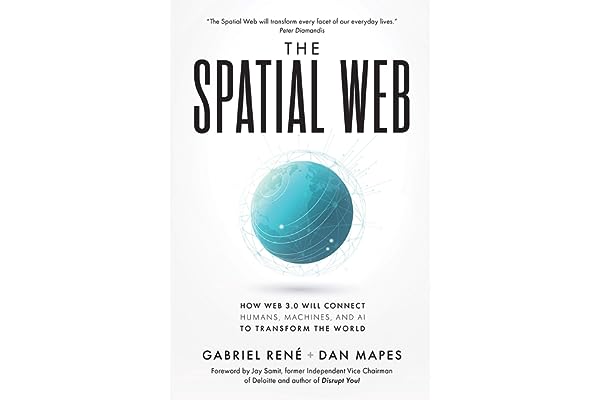 "The Spatial Web will transform every facet of our everyday lives."
Peter Diamandis
THE
SPATIAL WEB
HOW WEB 3.0 WILL CONNECT
HUMANS, MACHINES, AND AI
TO TRANSFORM THE WORLD
GABRIEL RENÉ + DAN MAPES
Foreword by Jay Samit, former Independent Vice Chairman
of Deloitte and author of Disrupt You!